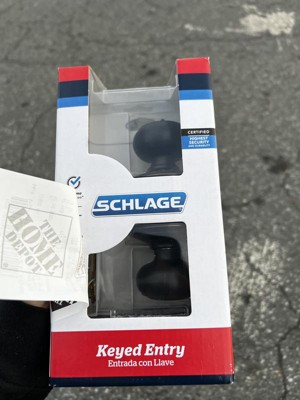 CERTIFIED
HIGHEST
SECURITY
SCHLAGE
THE
HOME
DEPOT
Keyed Entry
Entrada con Llave